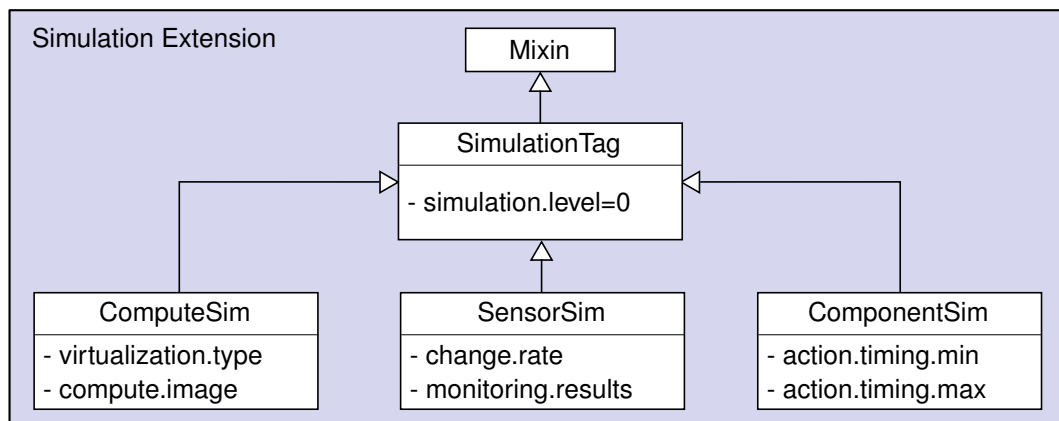 Simulation Extension
Mixin
SimulationTag
- simulation.level=0
ComputeSim
- virtualization.type
- compute.image
SensorSim
- change.rate
- monitoring.results
ComponentSim
- action.timing.min
- action.timing.max